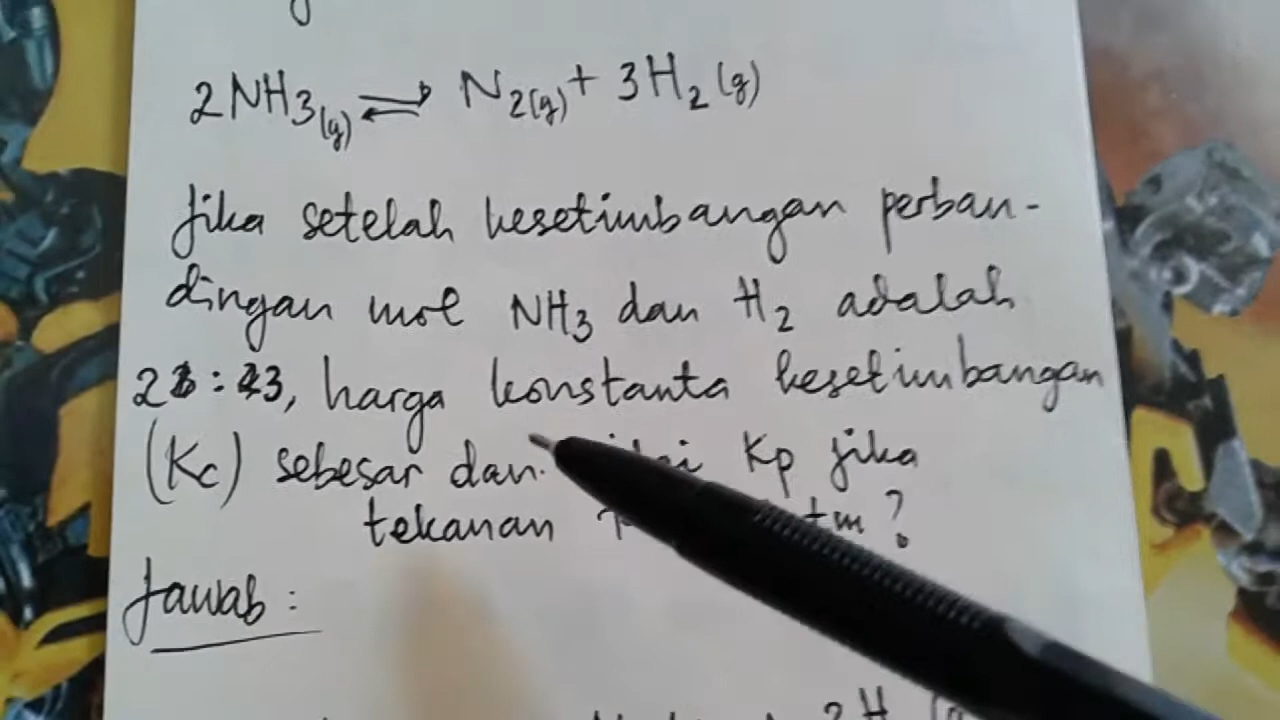 2NH3(g) ⇌ N2(g) + 3H2(g)
Jika setelah kesetimbangan perban-
dingan mol NH3 dan H2 adalah
2 : 3, harga konstanta kesetimbangan
(Kc) sebesar dan Kp jika
tekanan
Jawab :